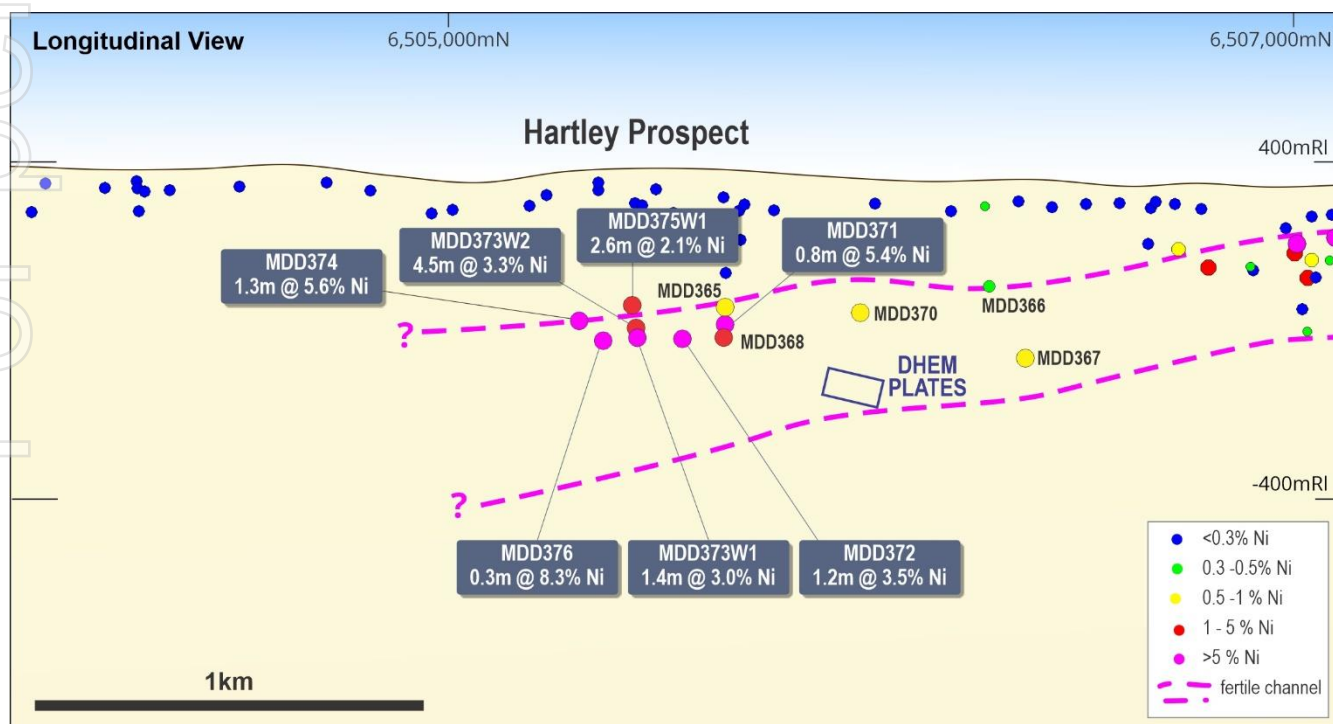 Longitudinal View
6,505,000mN
6,507,000mN
Hartley Prospect
400mRl
MDD375W1
2.6m @ 2.1% Ni
MDD373W2
4.5m @ 3.3% Ni
MDD371
0.8m @ 5.4% Ni
MDD374
1.3m @ 5.6% Ni
MDD365
MDD366
MDD370
?
MDD368
MDD367
DHEM
PLATES
?
-400mRl
MDD376
0.3m @ 8.3% Ni
MDD373W1
1.4m @ 3.0% Ni
MDD372
1.2m @ 3.5% Ni
<0.3% Ni
0.3 -0.5% Ni
0.5 -1 % Ni
1 - 5 % Ni
>5 % Ni
fertile channel
1km